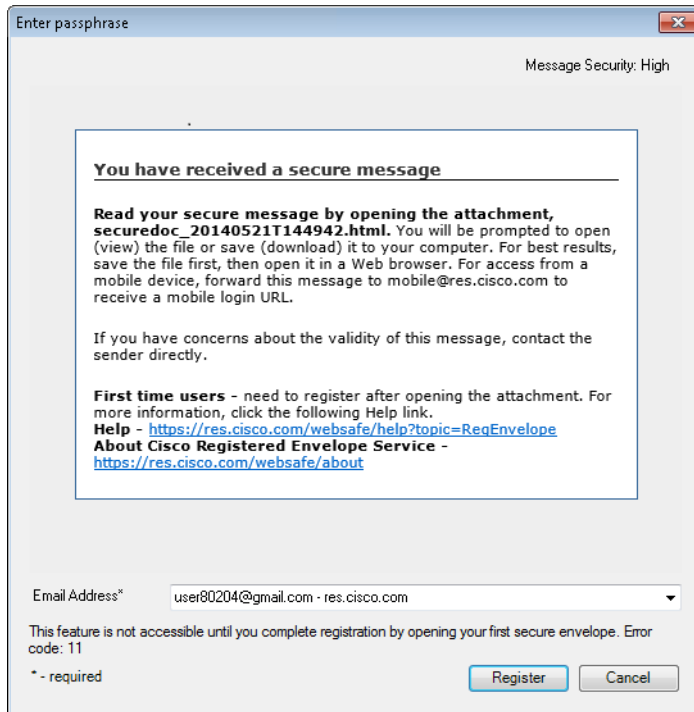 Enter passphrase
Message Security: High
You have received a secure message
Read your secure message by opening the attachment,
securedoc_20140521T144942.html. You will be prompted to open
(view) the file or save (download) it to your computer. For best results,
save the file first, then open it in a Web browser. For access from a
mobile device, forward this message to mobile@res.cisco.com to
receive a mobile login URL.
If you have concerns about the validity of this message, contact the
sender directly.
First time users - need to register after opening the attachment. For
more information, click the following Help link.
Help - https://res.cisco.com/websafe/help?topic=RegEnvelope
About Cisco Registered Envelope Service -
https://res.cisco.com/websafe/about
Email Address*
user80204@gmail.com - res.cisco.com
This feature is not accessible until you complete registration by opening your first secure envelope. Error
code: 11
* - required
Register
Cancel